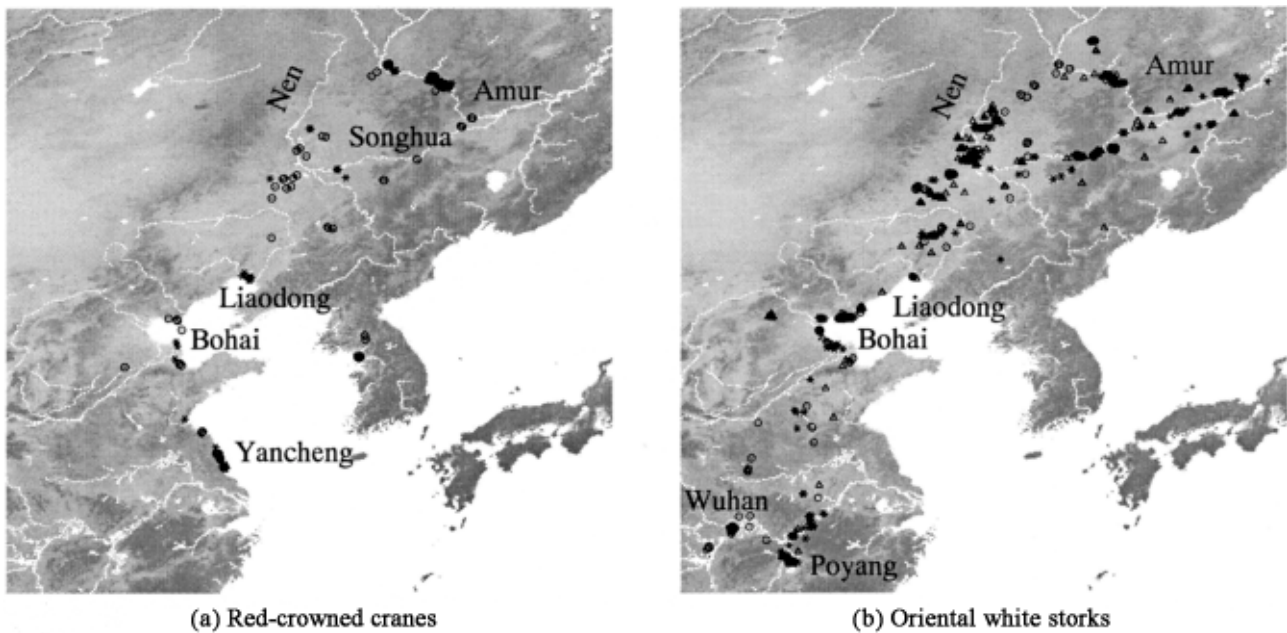 Nen
Amur
Songhua
Liaodong
Bohai
Yancheng
(a) Red-crowned cranes
Nen
Amur
Liaodong
Bohai
Wuhan
Poyang
(b) Oriental white storks